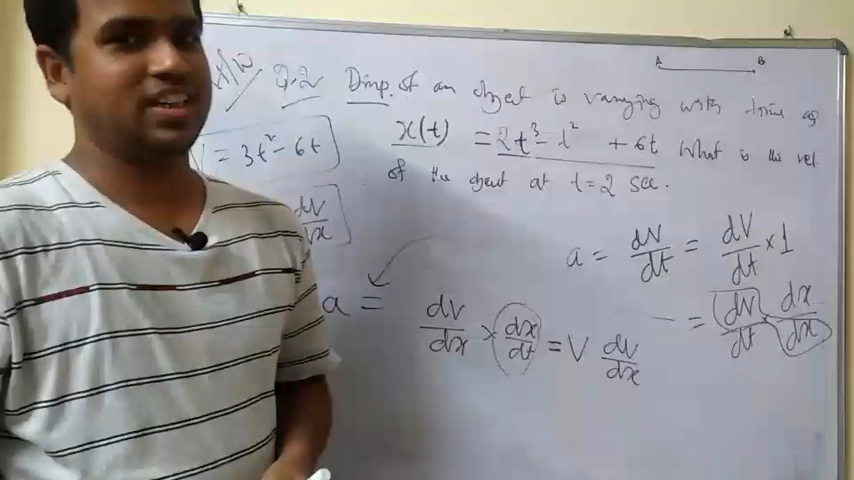 A B
H/W Q.2 Disp. of an object is varying with time as
x(t) = 2t³ - t² + 6t What is the vel
of the object at t=2 sec.
= 3t² - 6t
dv
dx
a = dv/dt = dv/dt × 1
= dv/dt × dx/dx
a = dv/dx × dx/dt = V dv/dx